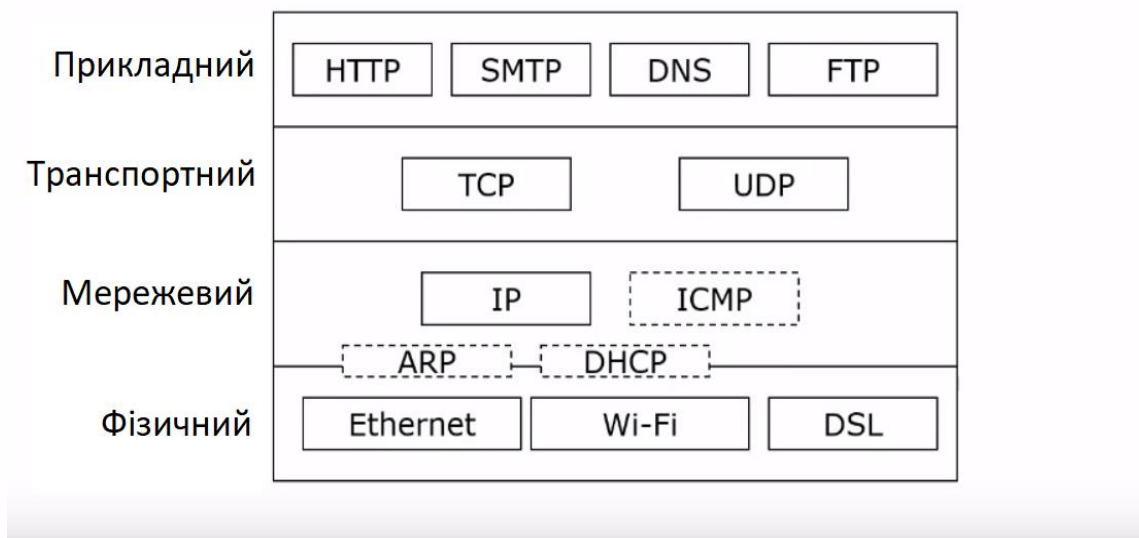 Прикладний HTTP SMTP DNS FTP
Транспортний TCP UDP
Мережевий IP ICMP
ARP DHCP
Фізичний Ethernet Wi-Fi DSL